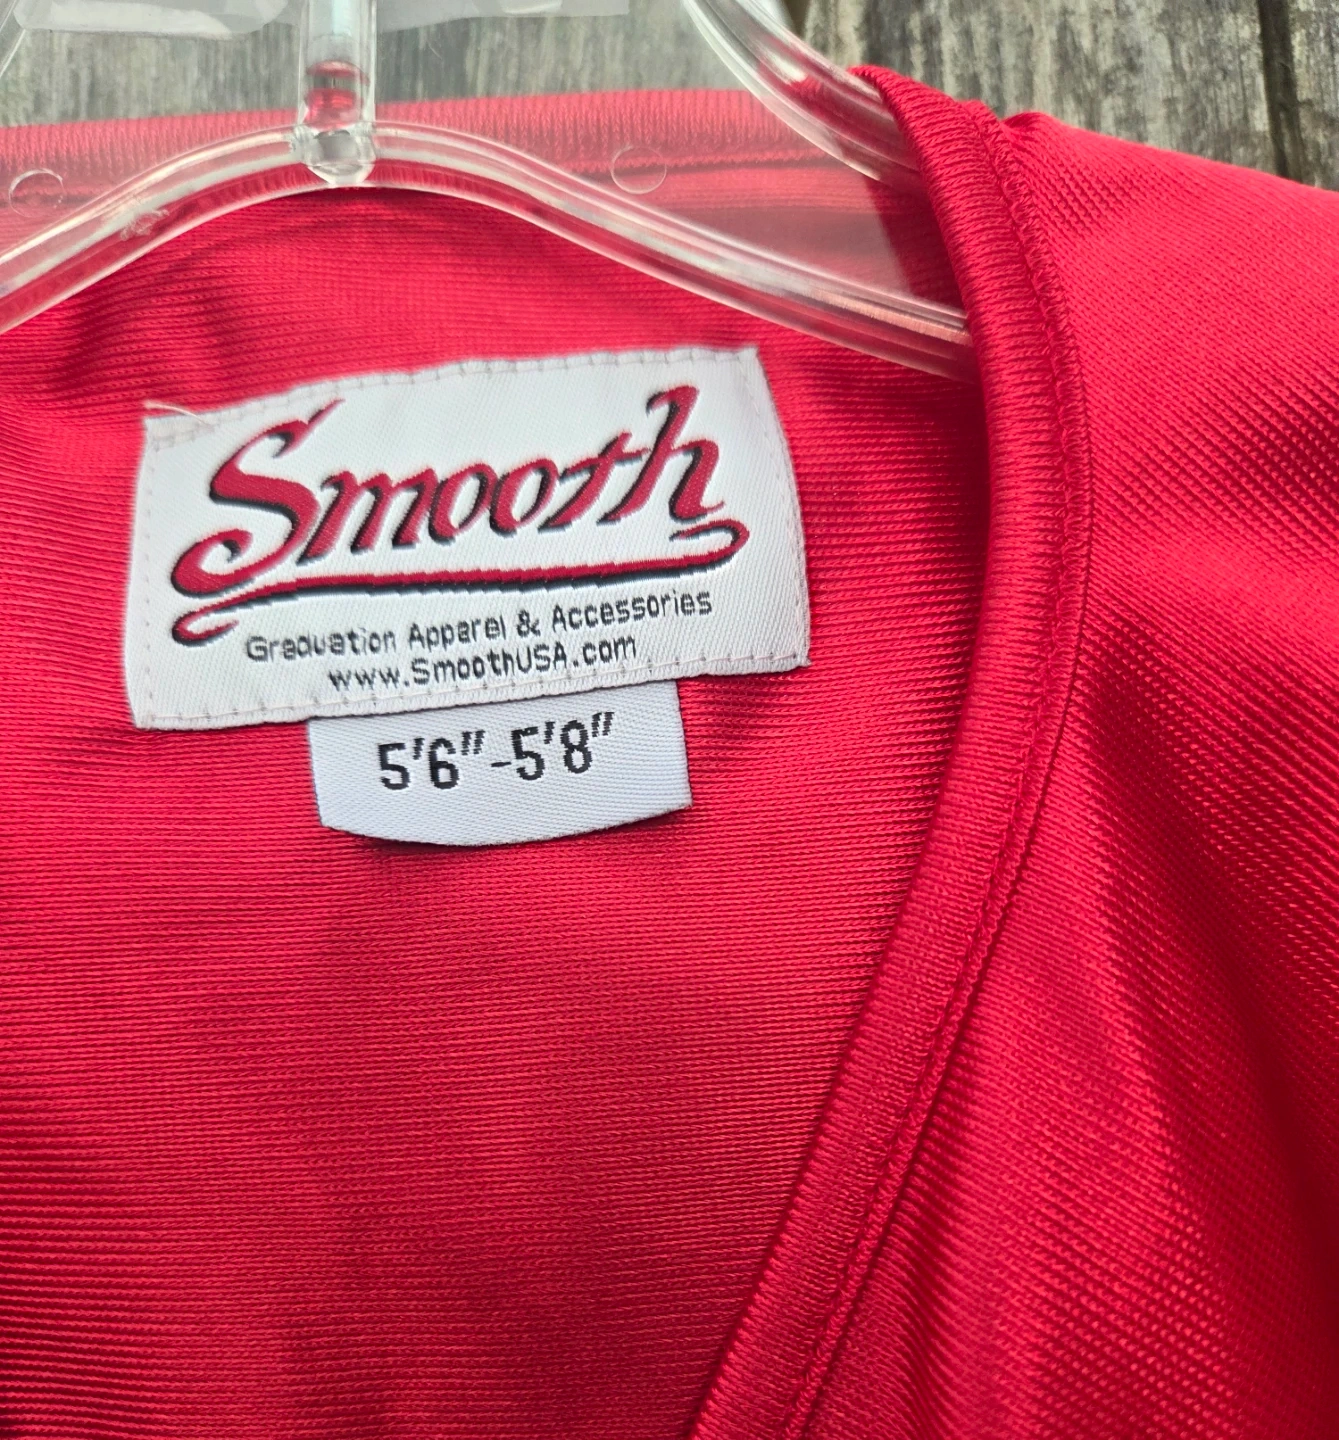 Smooth
Graduation Apparel & Accessories
www.SmoothUSA.com
5'6"-5'8"